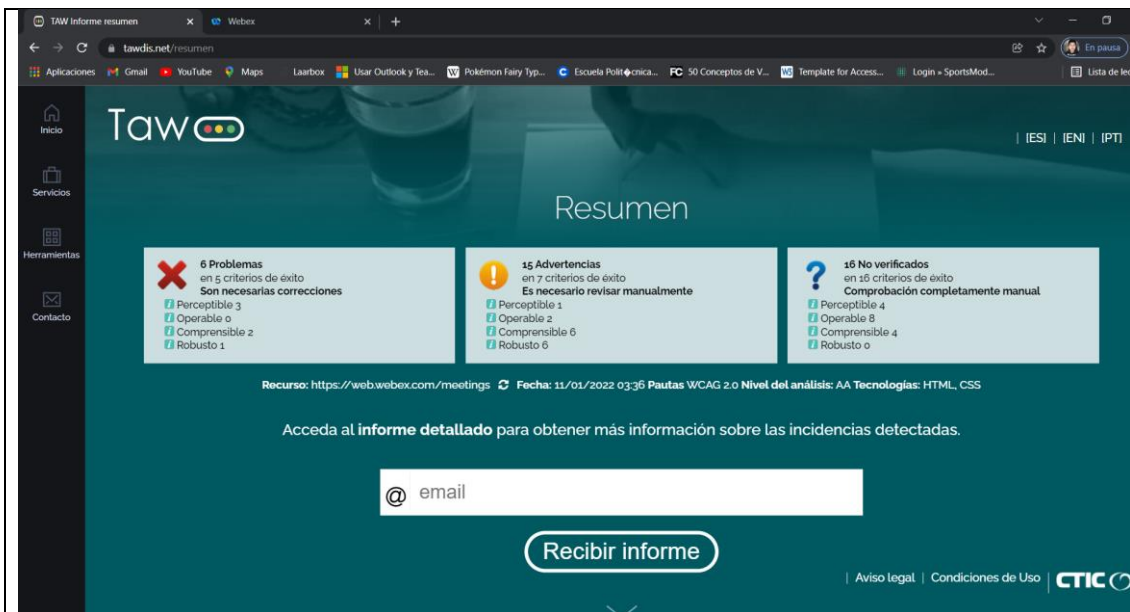 TAW Informe resumen
Webex
tawdis.net/resumen
En pausa
Aplicaciones Gmail YouTube Maps Laarbox Usar Outlook y Tea... Pokémon Fairy Typ... Escuela Polit�cnica... 50 Conceptos de V... Template for Access... Login » SportsMod... Lista de lec
Inicio
Servicios
Herramientas
Contacto
Taw
| [ES] | [EN] | [PT]
Resumen
6 Problemas
en 5 criterios de éxito
Son necesarias correcciones
Perceptible 3
Operable 0
Comprensible 2
Robusto 1
15 Advertencias
en 7 criterios de éxito
Es necesario revisar manualmente
Perceptible 1
Operable 2
Comprensible 6
Robusto 6
16 No verificados
en 16 criterios de éxito
Comprobación completamente manual
Perceptible 4
Operable 8
Comprensible 4
Robusto 0
Recurso: https://web.webex.com/meetings Fecha: 11/01/2022 03:36 Pautas WCAG 2.0 Nivel del análisis: AA Tecnologías: HTML, CSS
Acceda al informe detallado para obtener más información sobre las incidencias detectadas.
@ email
Recibir informe
| Aviso legal | Condiciones de Uso | CTIC